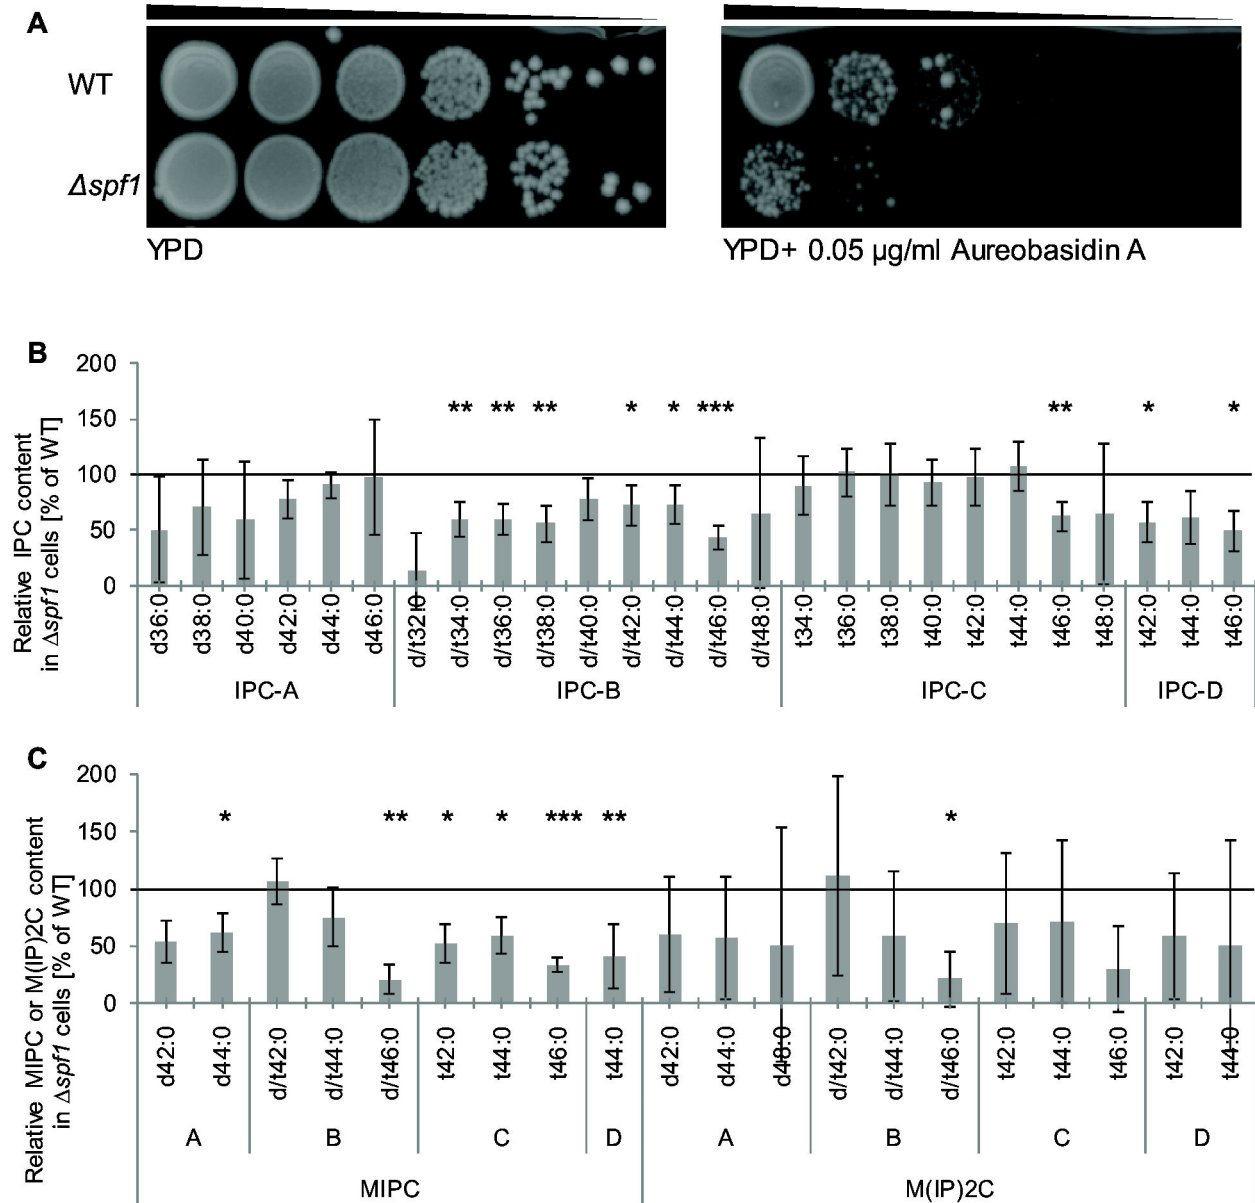 A
WT
Δspf1
YPD
YPD+ 0.05 µg/ml Aureobasidin A
B
Relative IPC content
in Δspf1 cells [% of WT]
200
150
100
50
0
** ** ** * * *** ** * *
d36:0 d38:0 d40:0 d42:0 d44:0 d46:0 d/t32:0 d/t34:0 d/t36:0 d/t38:0 d/t40:0 d/t42:0 d/t44:0 d/t46:0 d/t48:0 t34:0 t36:0 t38:0 t40:0 t42:0 t44:0 t46:0 t48:0 t42:0 t44:0 t46:0
IPC-A IPC-B IPC-C IPC-D
C
Relative MIPC or M(IP)2C content
in Δspf1 cells [% of WT]
200
150
100
50
0
* ** * * *** ** *
d42:0 d44:0 d/t42:0 d/t44:0 d/t46:0 t42:0 t44:0 t46:0 t44:0 d42:0 d44:0 d46:0 d/t42:0 d/t44:0 d/t46:0 t42:0 t44:0 t46:0 t42:0 t44:0
A B C D A B C D
MIPC M(IP)2C